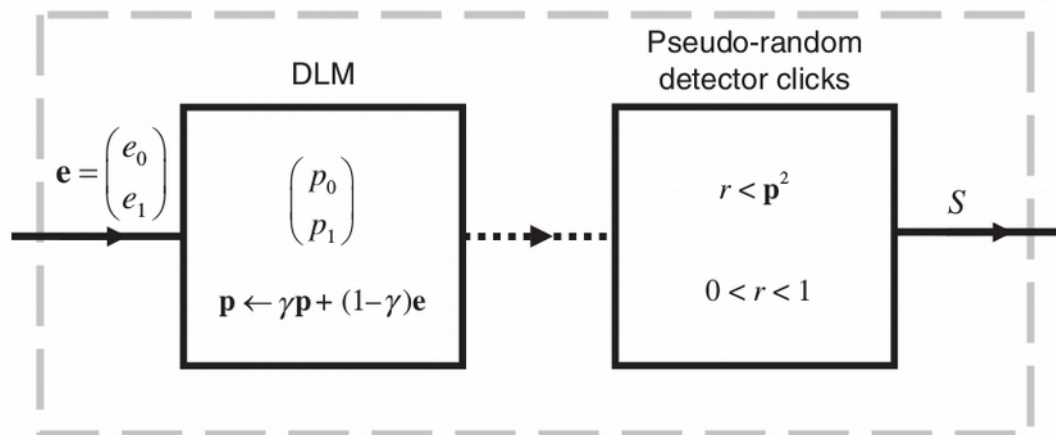 DLM
Pseudo-random
detector clicks
e = (e₀
e₁)
(p₀
p₁)
p ← γp + (1−γ)e
r < p²
0 < r < 1
S